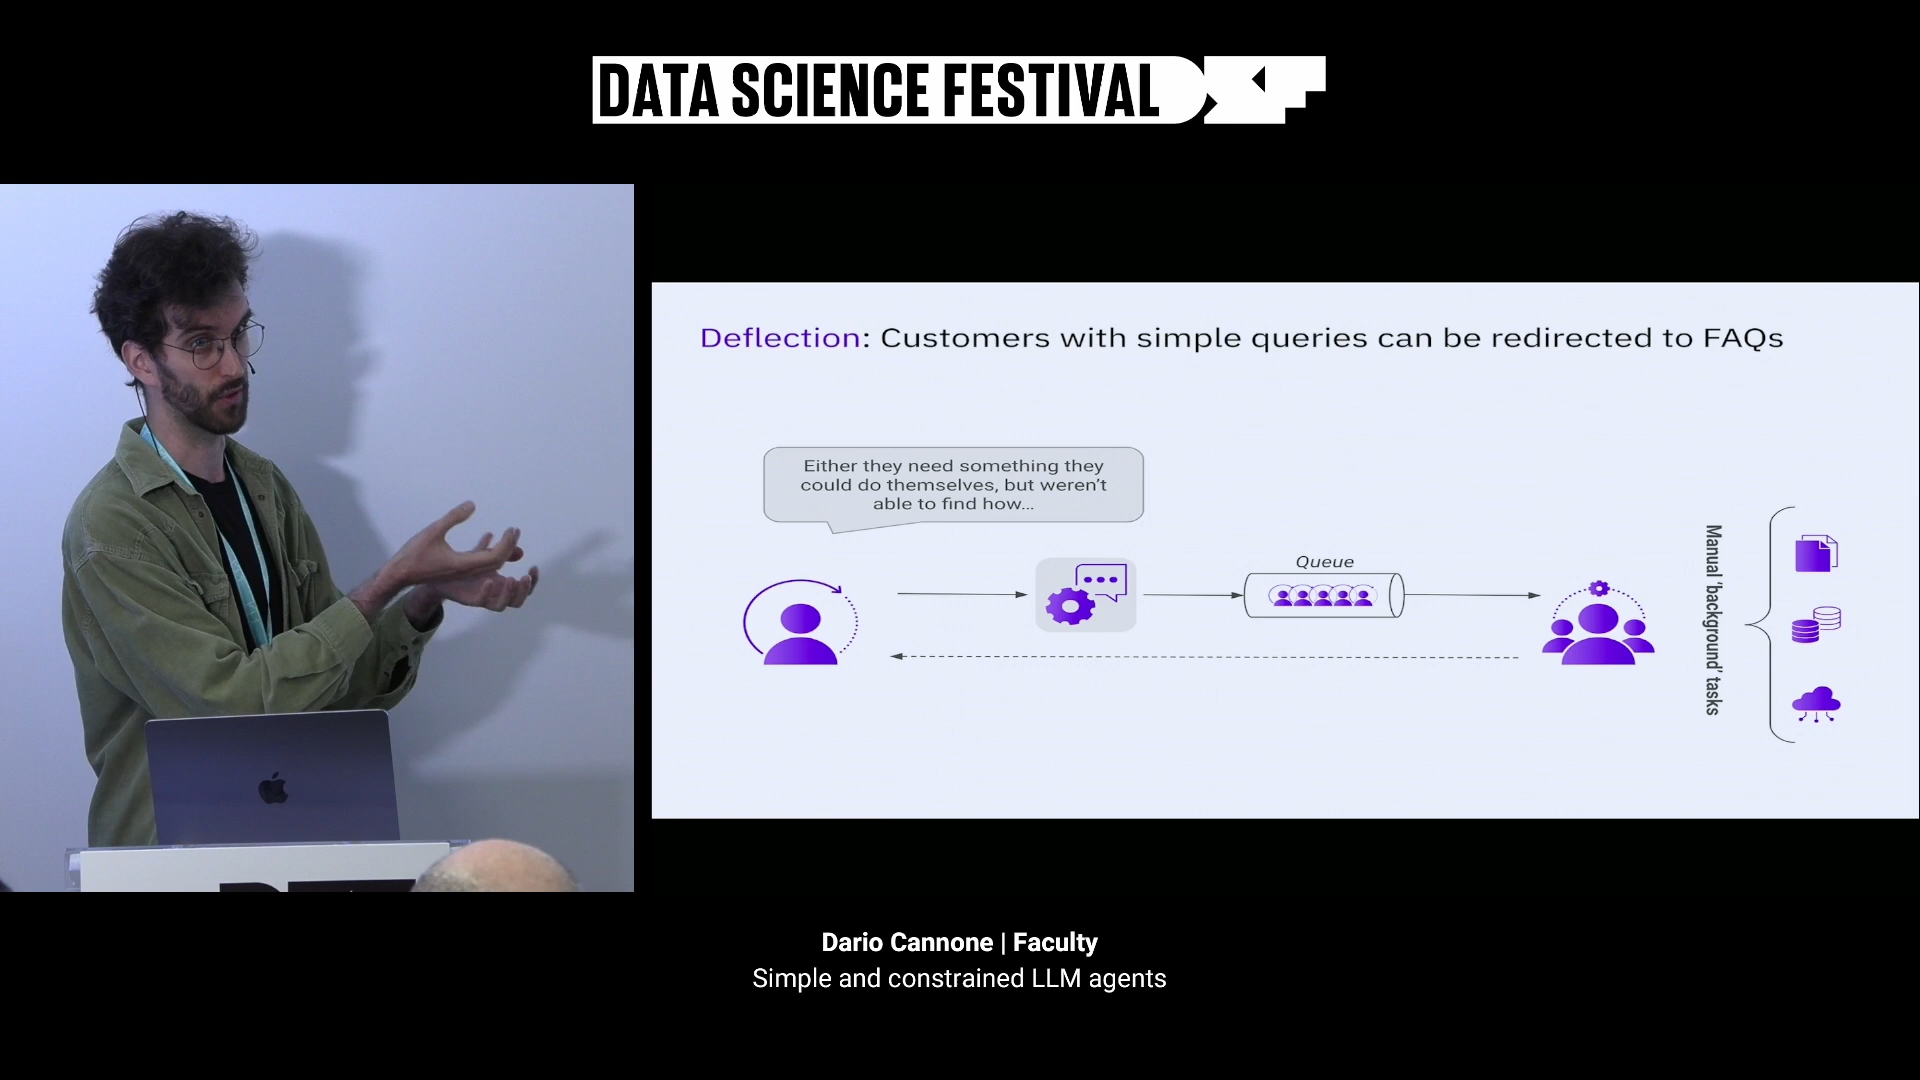 DATA SCIENCE FESTIVAL
Deflection: Customers with simple queries can be redirected to FAQs
Either they need something they
could do themselves, but weren't
able to find how...
Queue
Manual 'background' tasks
Dario Cannone | Faculty
Simple and constrained LLM agents